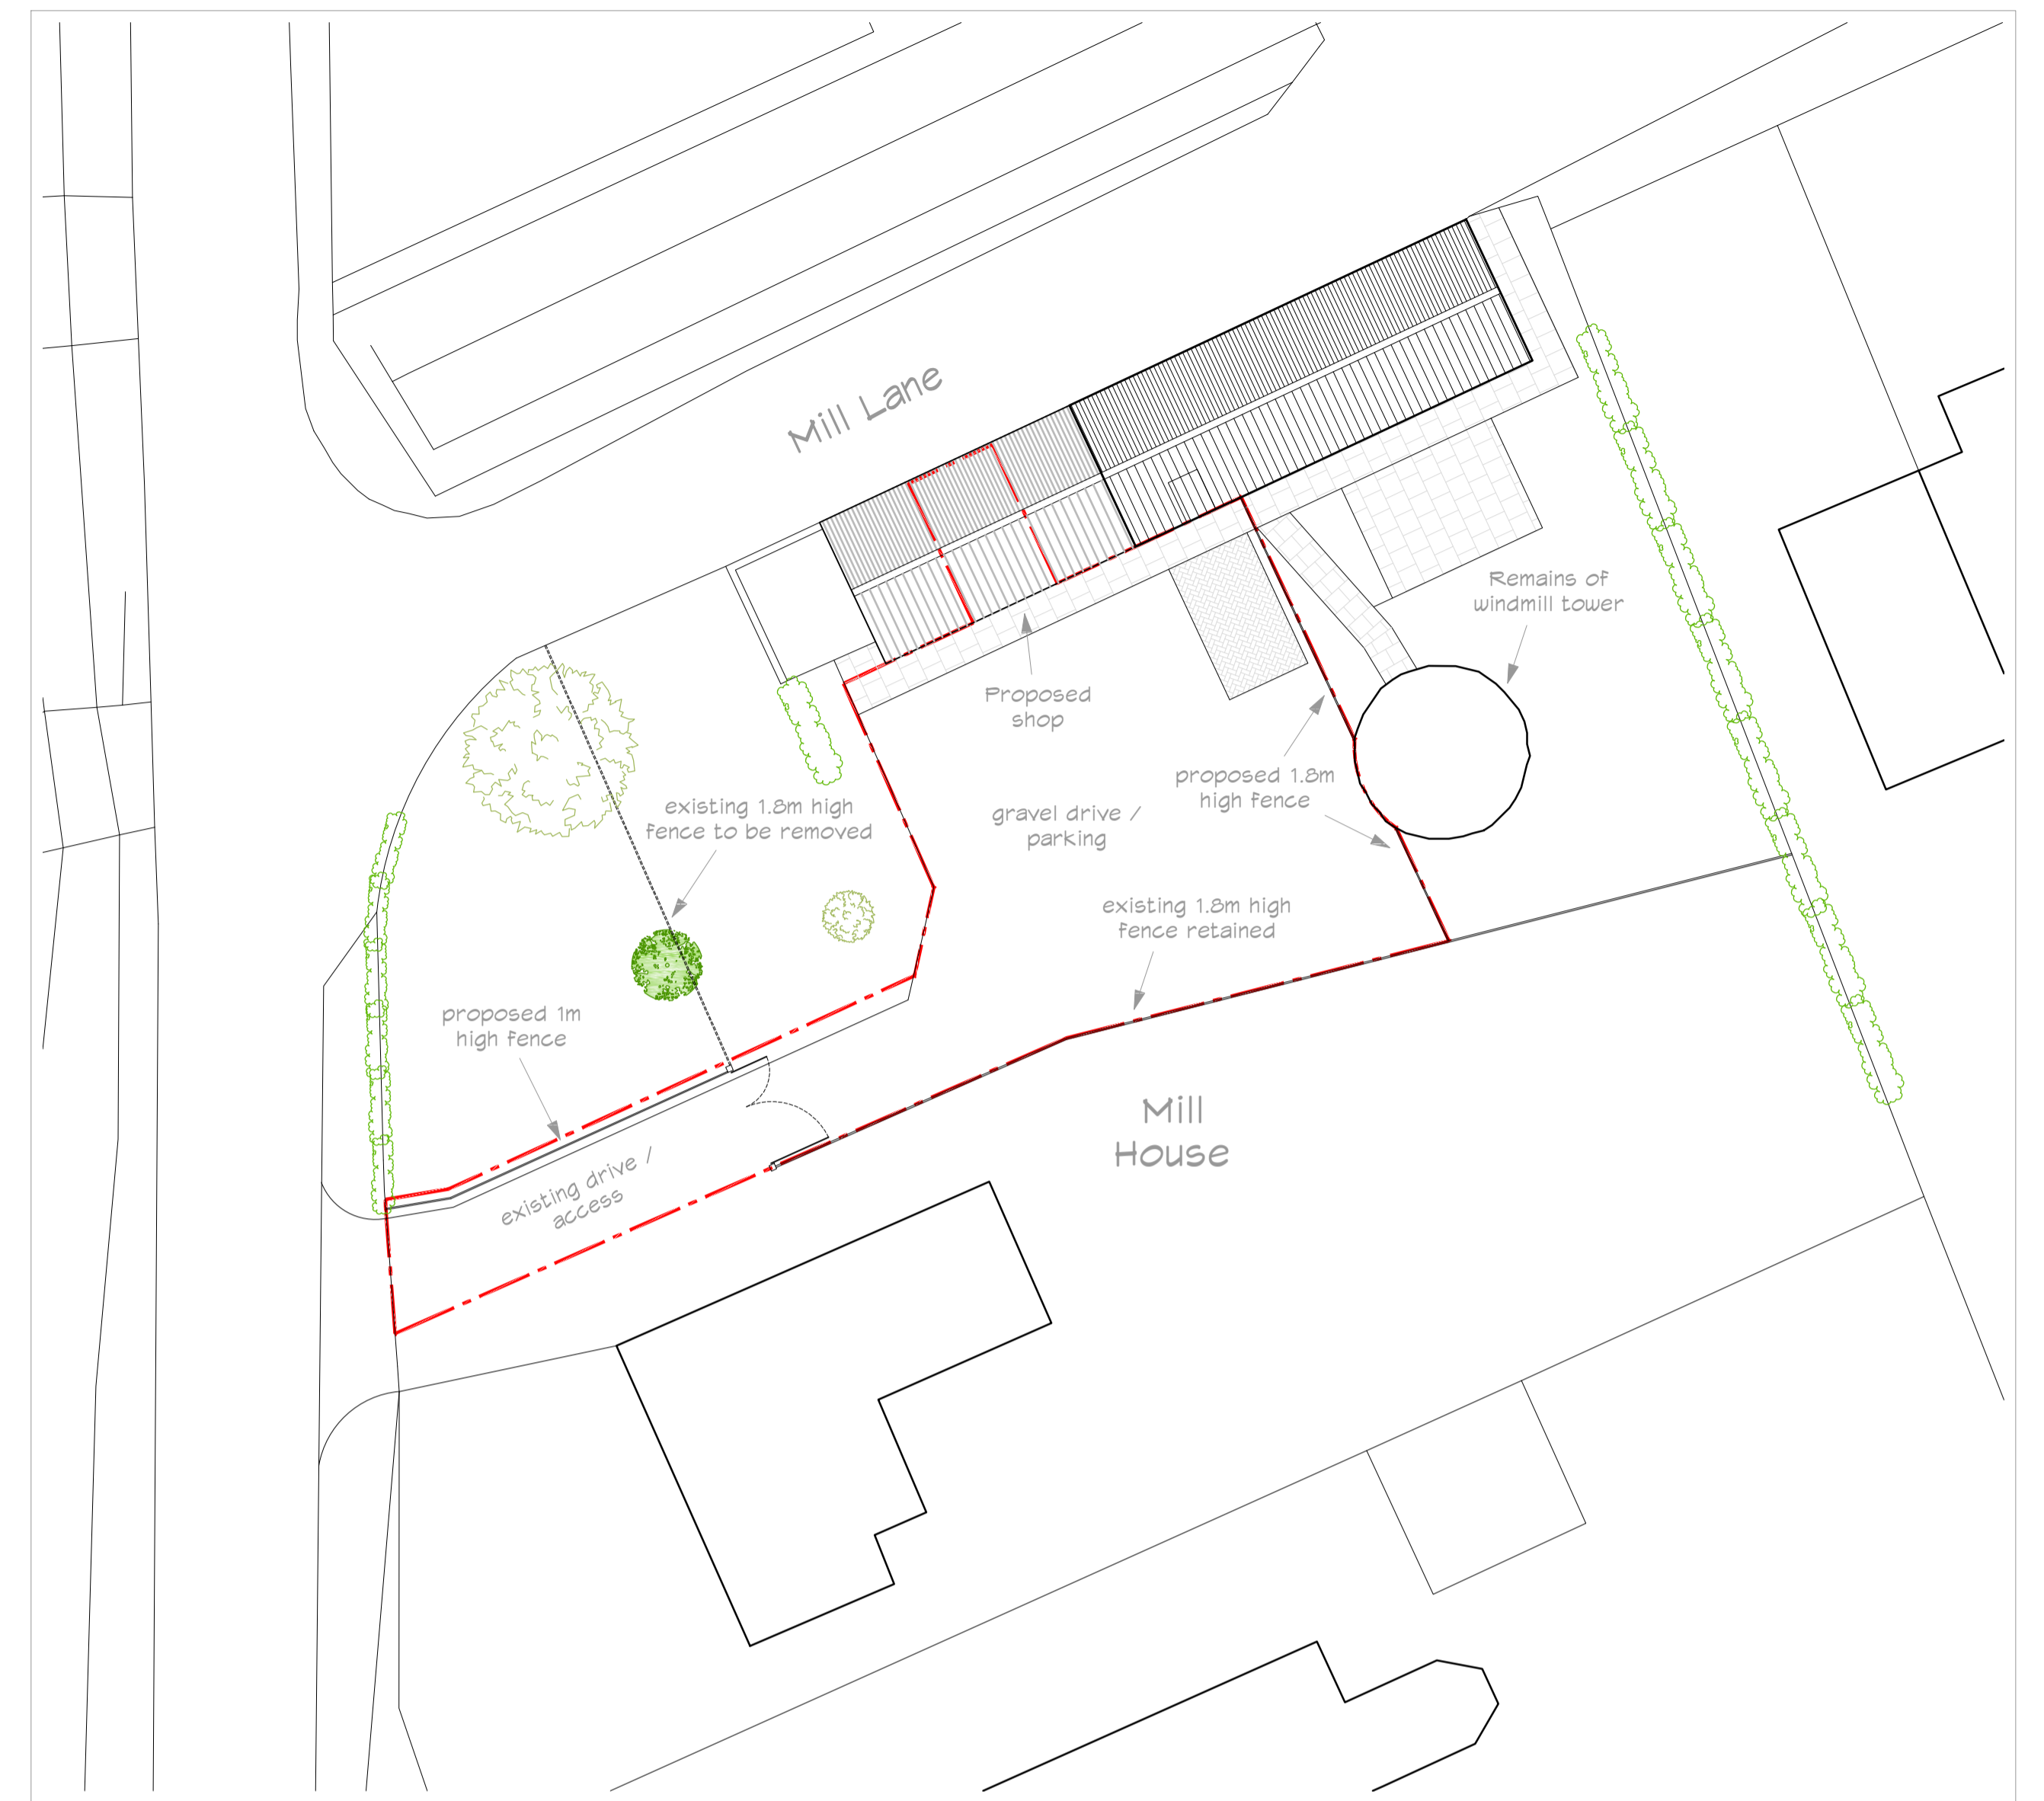 Mill Lane
Remains of
windmill tower
Proposed
shop
proposed 1.8m
high fence
existing 1.8m high
fence to be removed
gravel drive /
parking
existing 1.8m high
fence retained
proposed 1m
high fence
existing drive /
access
Mill
House